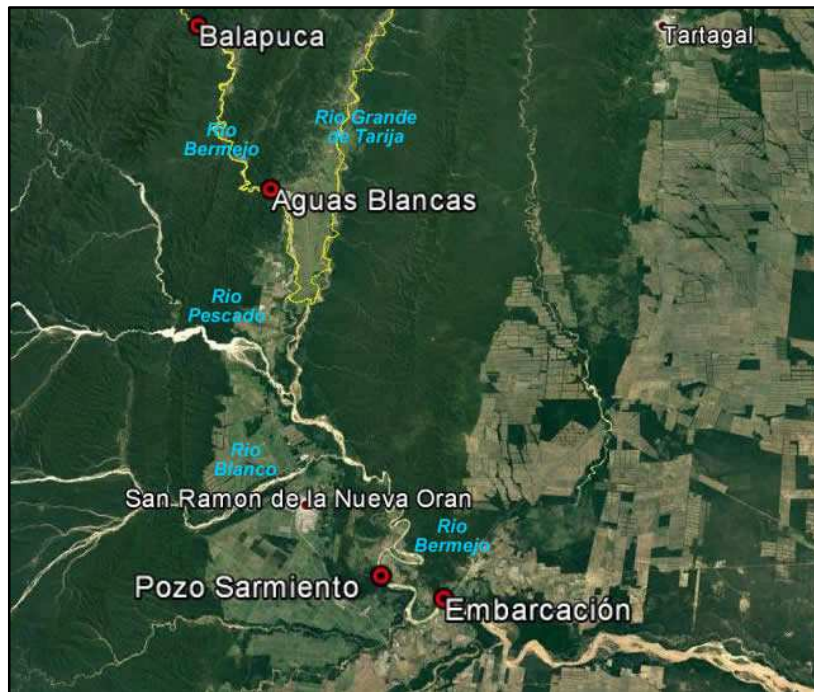 Balapuca
Tartagal
Rio
Bermejo
Rio Grande
de Tarija
Aguas Blancas
Rio
Pescado
Rio
Blanco
San Ramon de la Nueva Oran
Rio
Bermejo
Pozo Sarmiento
Embarcación